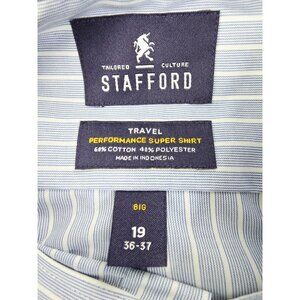 TAILORED CULTURE
STAFFORD
TRAVEL
PERFORMANCE SUPER SHIRT
60% COTTON 40% POLYESTER
MADE IN INDONESIA
BIG
19
36-37